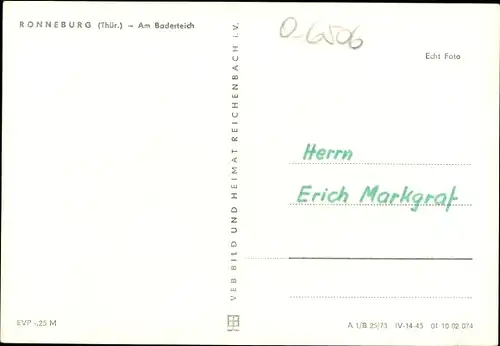 RONNEBURG (Thür.) – Am Baderteich
O-6506
Echt Foto
Herrn
Erich Markgraf
VEB BILD UND HEIMAT REICHENBACH I. V.
EVP -,25 M
A 1/B 25/73 IV-14-45 01 10 02 074